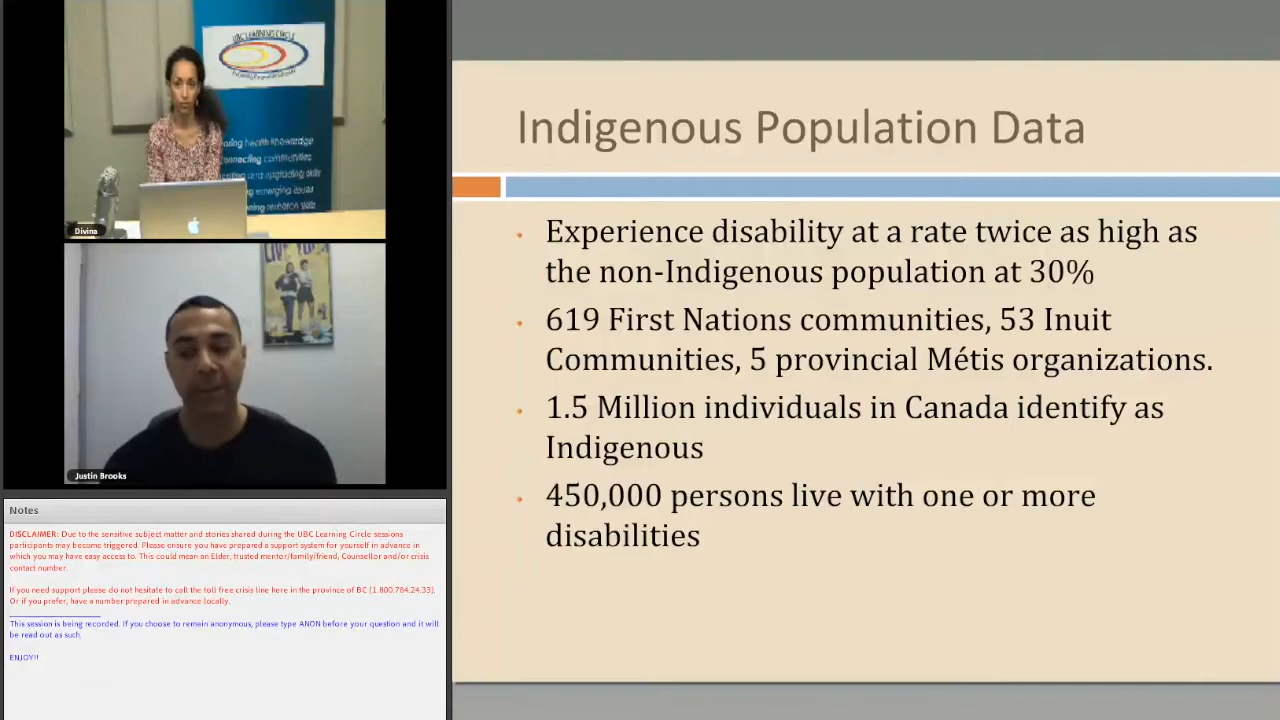 UBC LEARNING CIRCLE
Divina
LIVE
Justin Brooks
Notes
DISCLAIMER: Due to the sensitive subject matter and stories shared during the UBC Learning Circle sessions
participants may become triggered. Please ensure you have prepared a support system for yourself in advance in
which you may have easy access to. This could mean an Elder, trusted mentor/family/friend, Counsellor and/or crisis
contact number.
If you need support please do not hesitate to call the toll free crisis line here in the province of BC (1.800.784.24.33).
Or if you prefer, have a number prepared in advance locally.
This session is being recorded. If you choose to remain anonymous, please type ANON before your question and it will
be read out as such.
ENJOY!!
Indigenous Population Data
• Experience disability at a rate twice as high as
the non-Indigenous population at 30%
• 619 First Nations communities, 53 Inuit
Communities, 5 provincial Métis organizations.
• 1.5 Million individuals in Canada identify as
Indigenous
• 450,000 persons live with one or more
disabilities